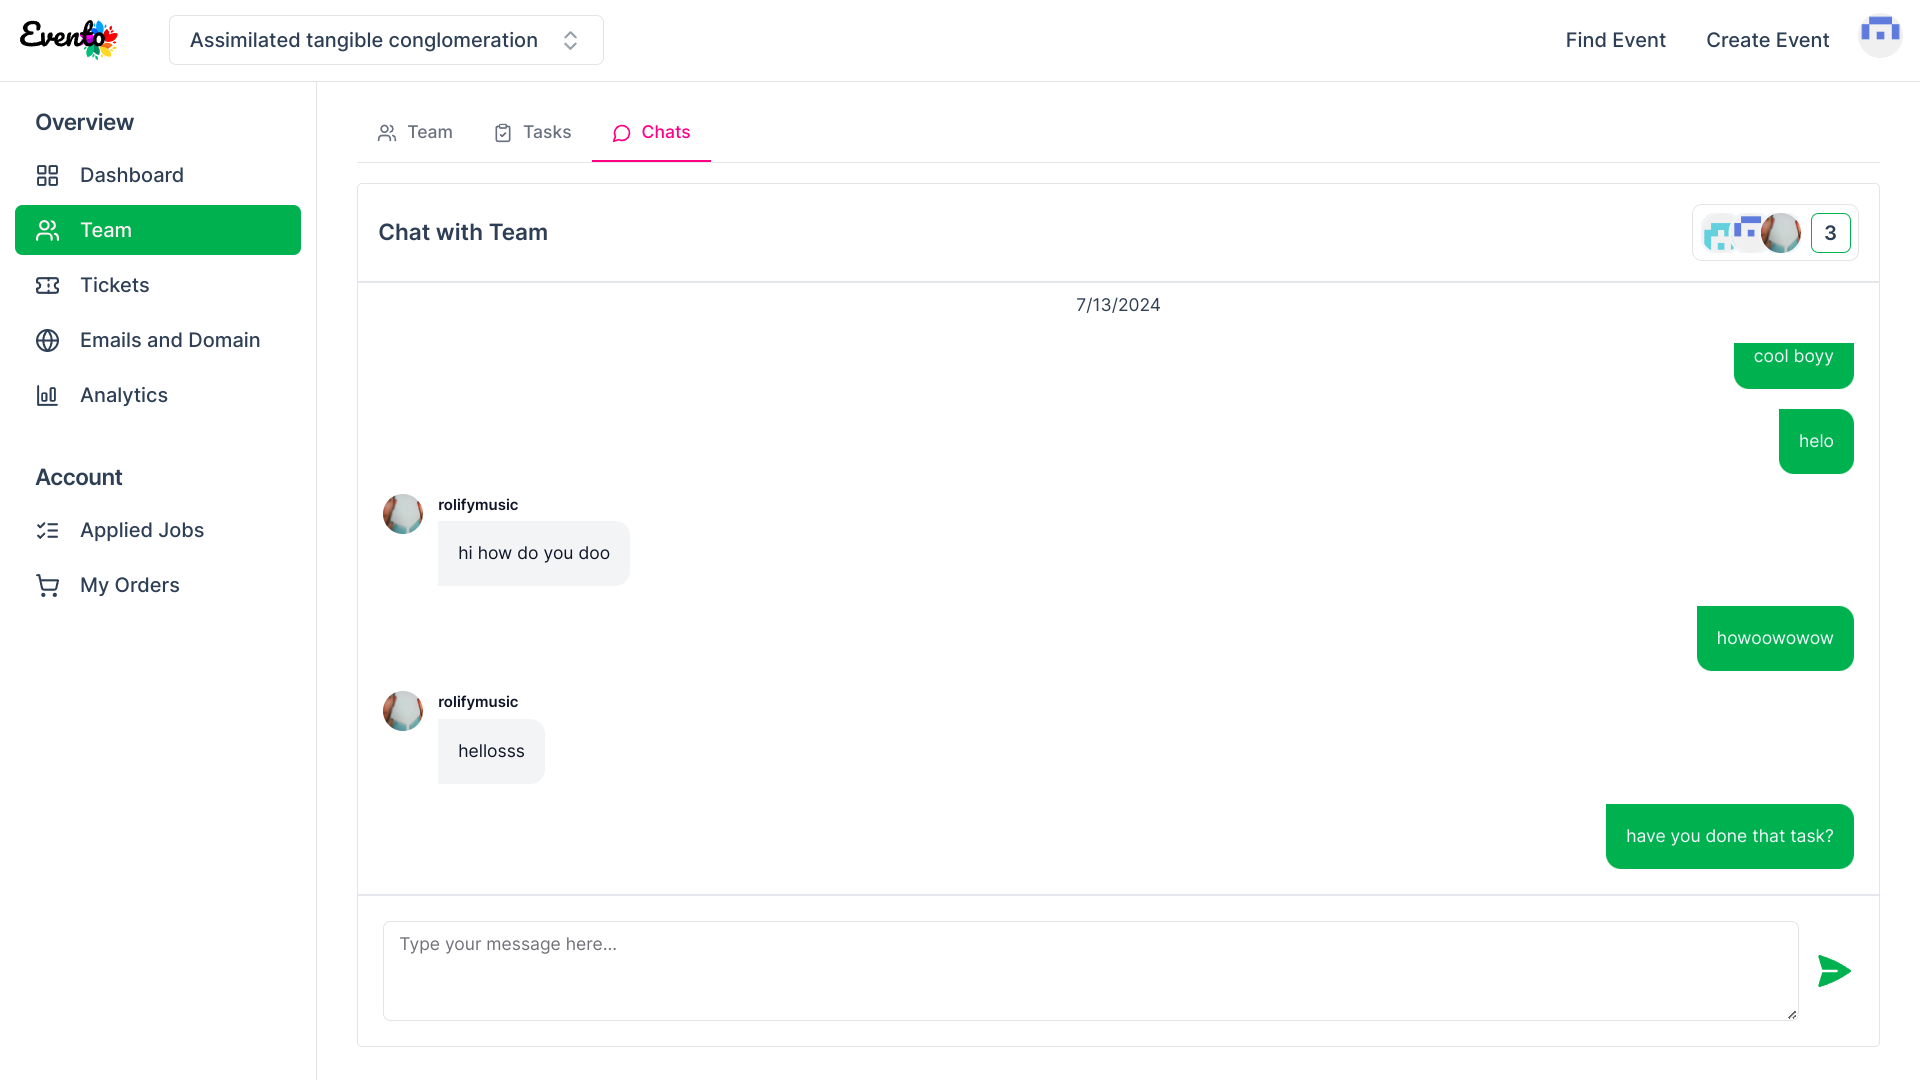 Evento
Assimilated tangible conglomeration
Find Event
Create Event
Overview
Dashboard
Team
Tickets
Emails and Domain
Analytics
Account
Applied Jobs
My Orders
Team
Tasks
Chats
Chat with Team
3
7/13/2024
cool boyy
helo
rolifymusic
hi how do you doo
howoowowow
rolifymusic
hellosss
have you done that task?
Type your message here...